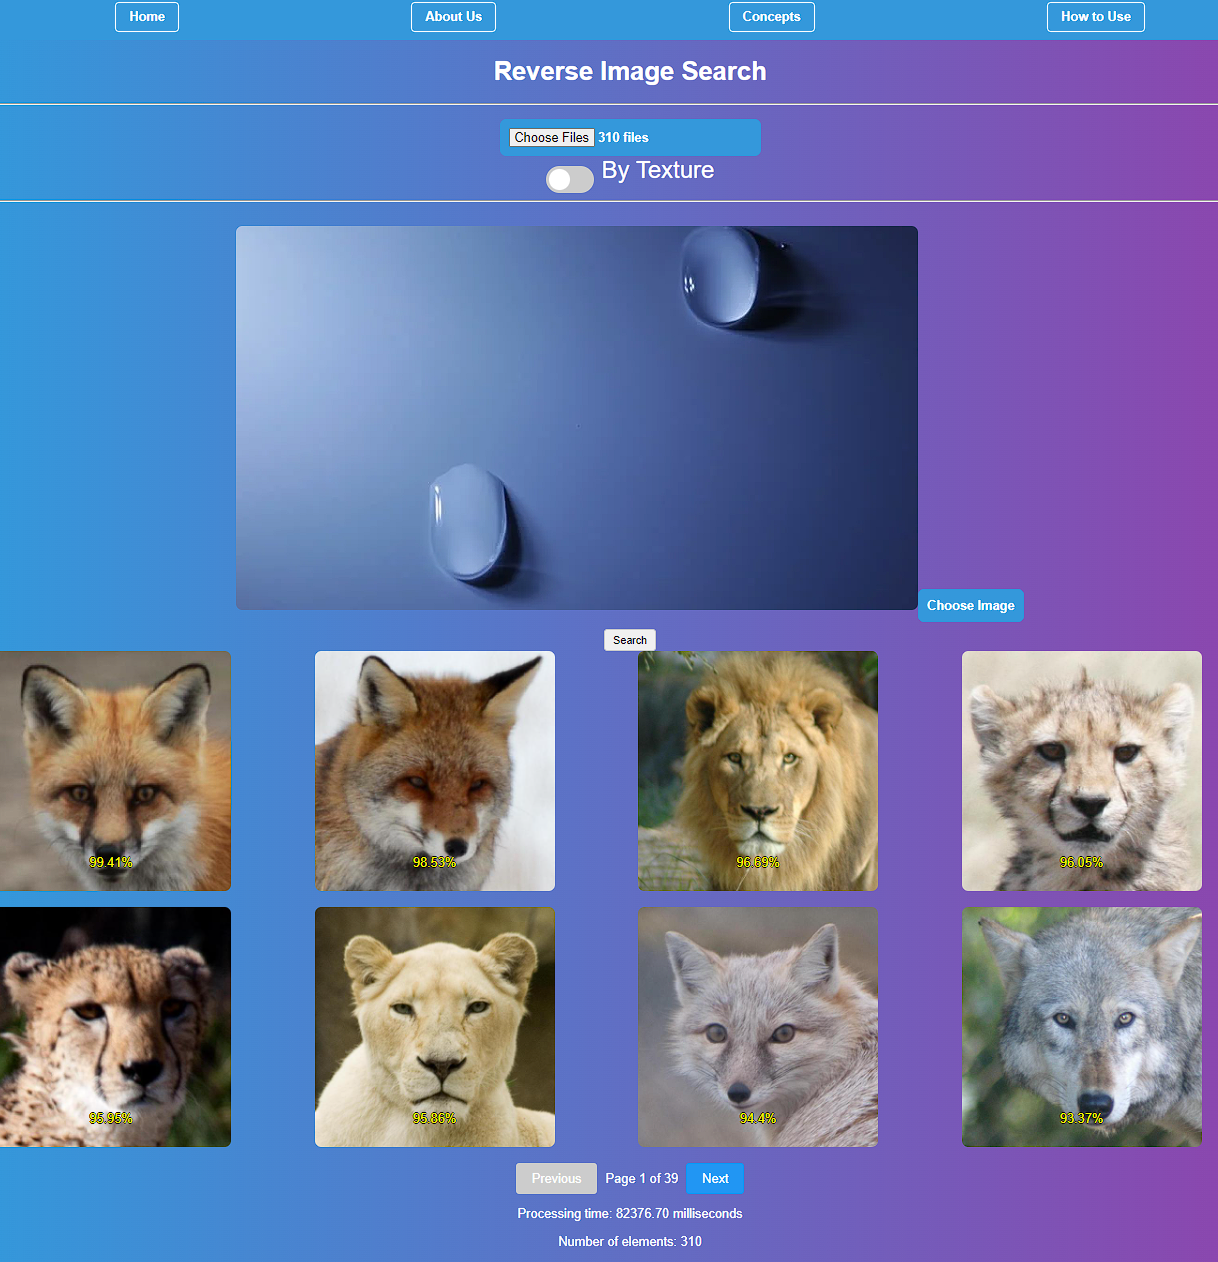 Home About Us Concepts How to Use
Reverse Image Search
Choose Files 310 files
By Texture
Choose Image
Search
99.41% 98.53% 96.69% 96.05%
95.95% 95.86% 94.4% 93.37%
Previous Page 1 of 39 Next
Processing time: 82376.70 milliseconds
Number of elements: 310